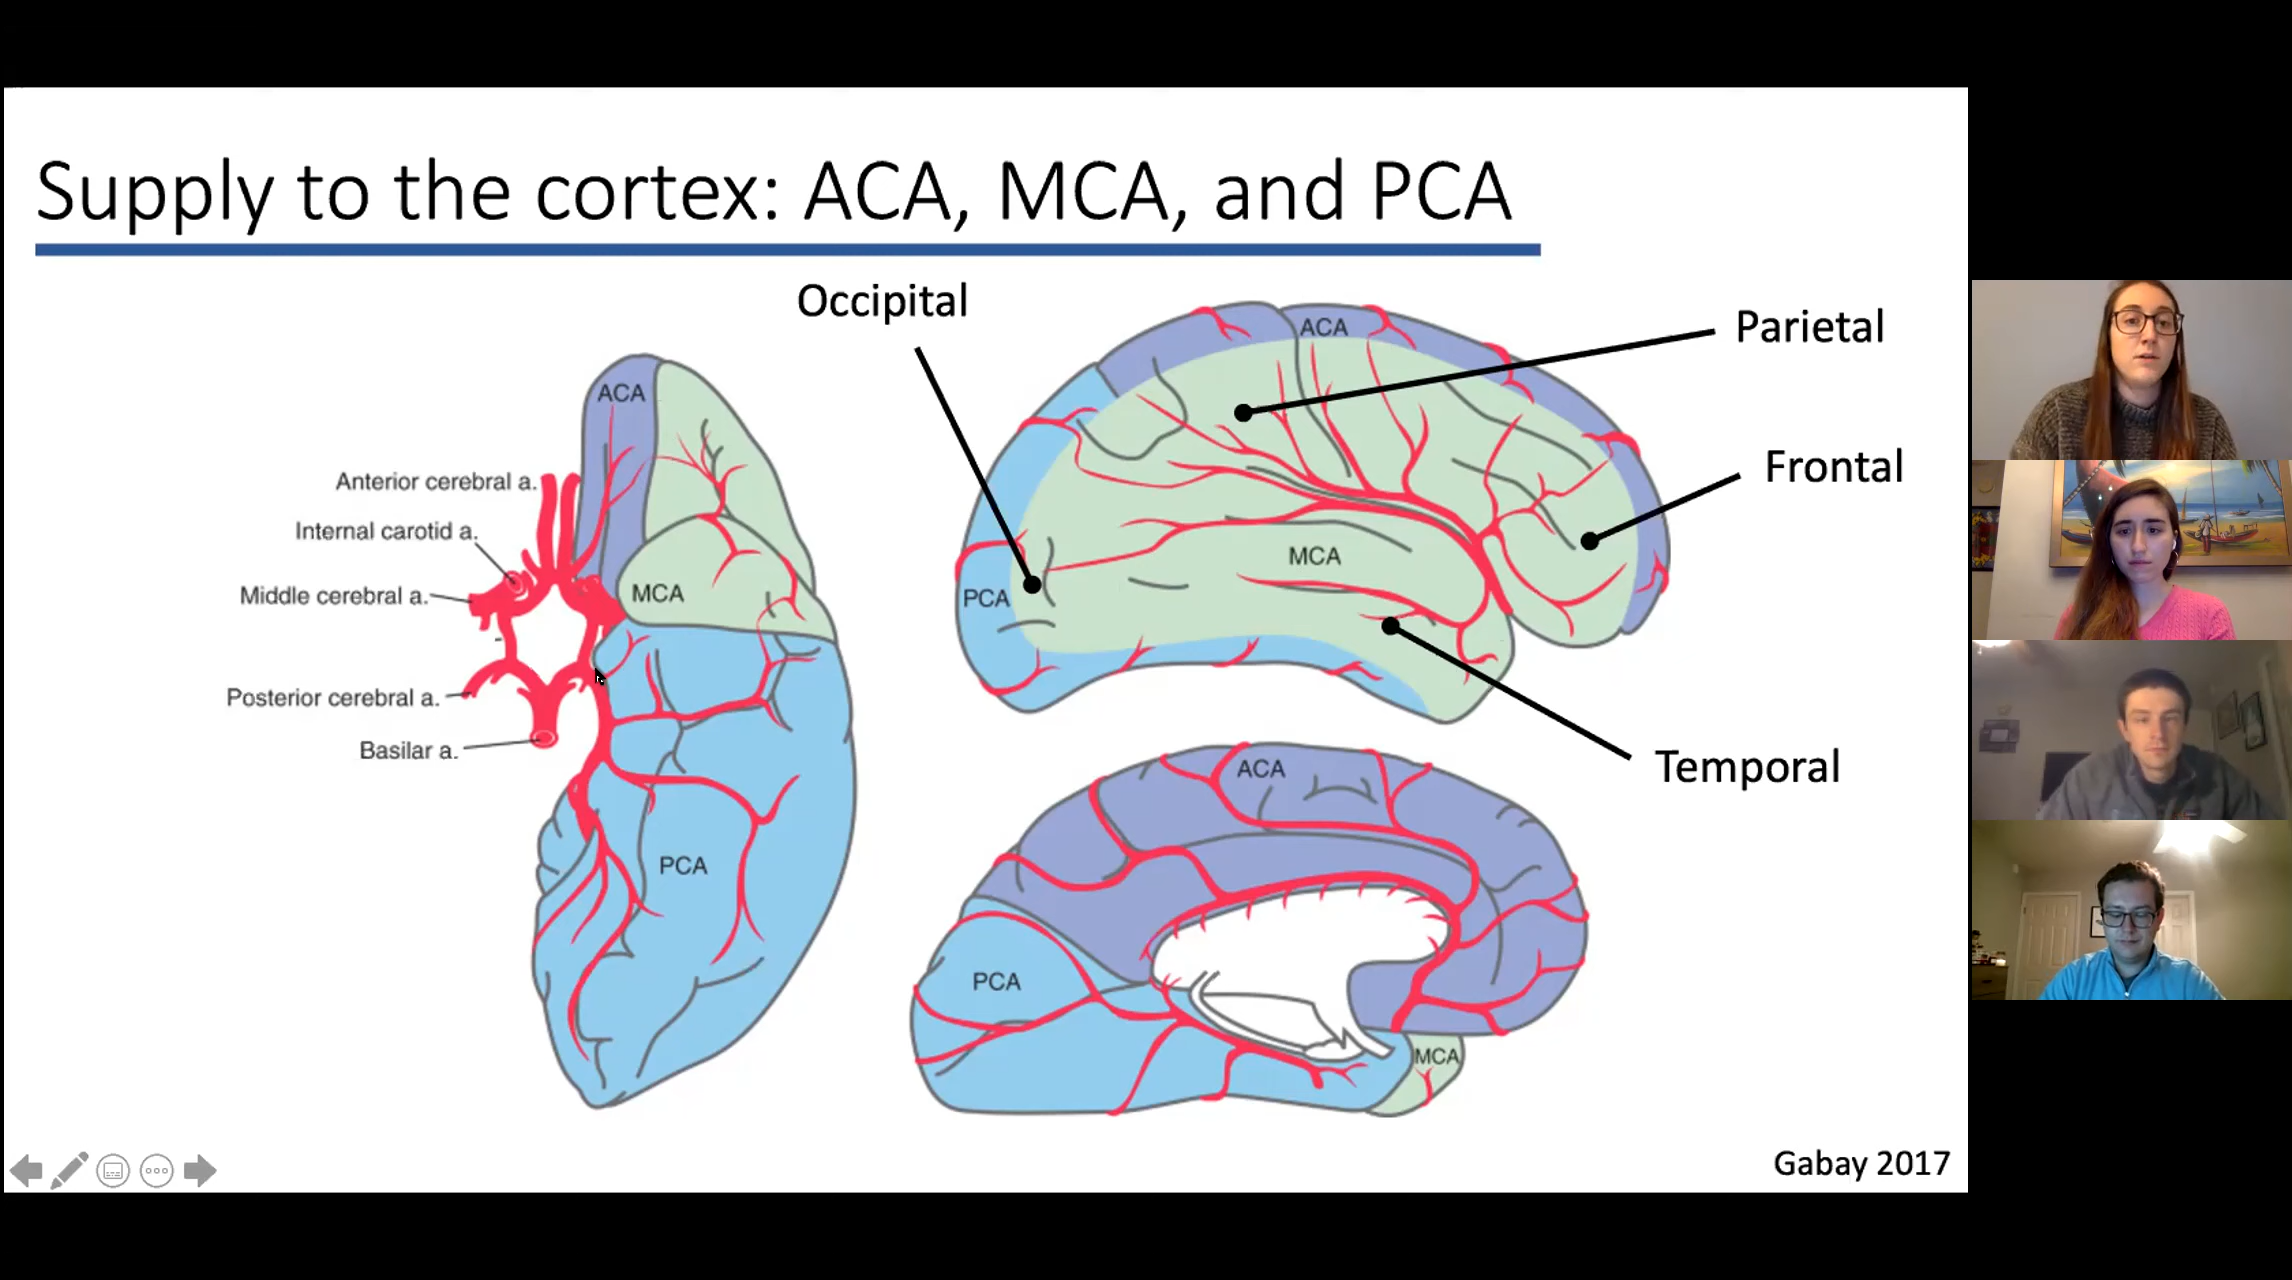 Supply to the cortex: ACA, MCA, and PCA
Occipital
Parietal
Frontal
Temporal
ACA
MCA
PCA
Anterior cerebral a.
Internal carotid a.
Middle cerebral a.
Posterior cerebral a.
Basilar a.
ACA
MCA
PCA
ACA
PCA
MCA
Gabay 2017